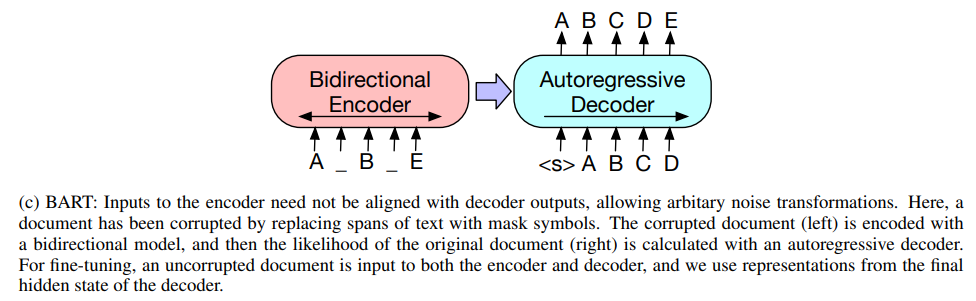 A B C D E
Bidirectional Encoder
Autoregressive Decoder
A _ B _ E
<s> A B C D
(c) BART: Inputs to the encoder need not be aligned with decoder outputs, allowing arbitary noise transformations. Here, a
document has been corrupted by replacing spans of text with mask symbols. The corrupted document (left) is encoded with
a bidirectional model, and then the likelihood of the original document (right) is calculated with an autoregressive decoder.
For fine-tuning, an uncorrupted document is input to both the encoder and decoder, and we use representations from the final
hidden state of the decoder.